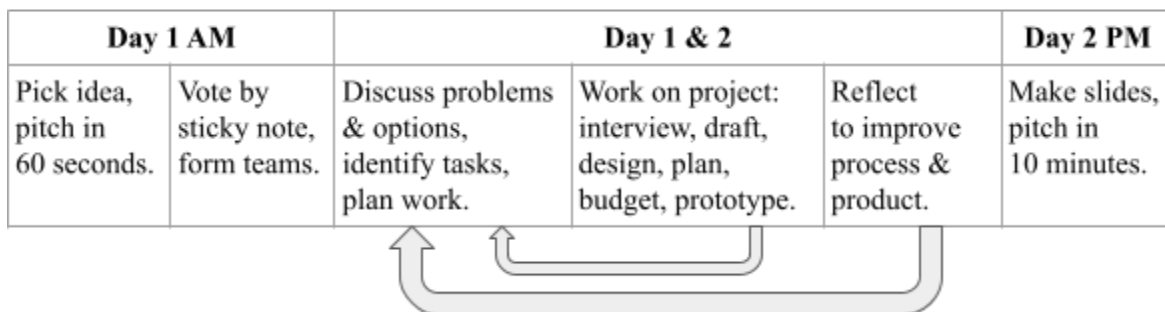 Day 1 AM
Day 1 & 2
Day 2 PM
Pick idea,
pitch in
60 seconds.
Vote by
sticky note,
form teams.
Discuss problems
& options,
identify tasks,
plan work.
Work on project:
interview, draft,
design, plan,
budget, prototype.
Reflect
to improve
process &
product.
Make slides,
pitch in
10 minutes.